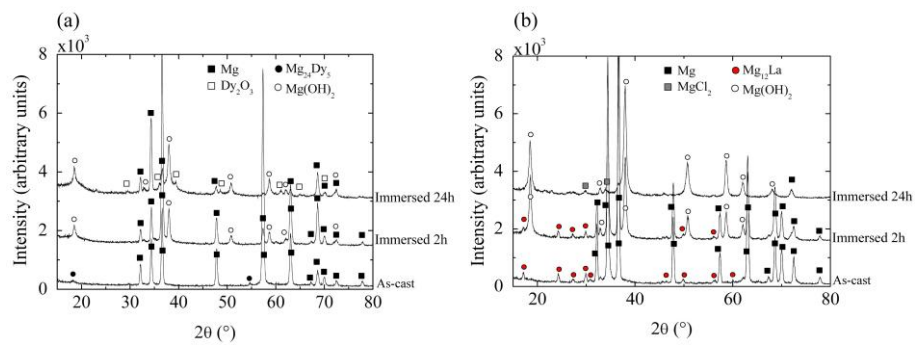 (a)
x10³
8
6
4
2
0
Intensity (arbitrary units)
■ Mg
● Mg₂₄Dy₅
□ Dy₂O₃
○ Mg(OH)₂
Immersed 24h
Immersed 2h
As-cast
20 30 40 50 60 70 80
2θ (°)
(b)
x10³
8
6
4
2
0
Intensity (arbitrary units)
■ Mg
● Mg₁₂La
■ MgCl₂
○ Mg(OH)₂
Immersed 24h
Immersed 2h
As-cast
20 40 60 80
2θ (°)